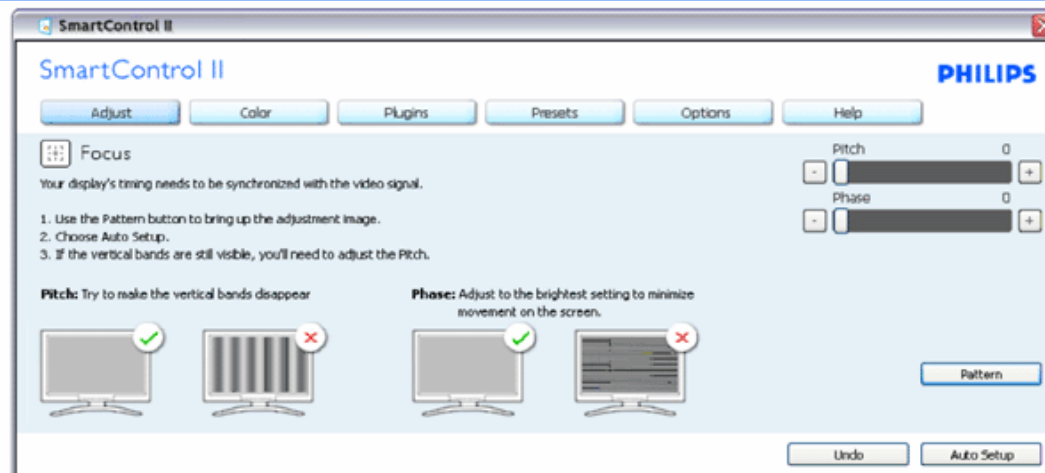 SmartControl II
SmartControl II
PHILIPS
Adjust Color Plugins Presets Options Help
Focus
Pitch 0
- +
Phase 0
- +
Your display's timing needs to be synchronized with the video signal.
1. Use the Pattern button to bring up the adjustment image.
2. Choose Auto Setup.
3. If the vertical bands are still visible, you'll need to adjust the Pitch.
Pitch: Try to make the vertical bands disappear
Phase: Adjust to the brightest setting to minimize
movement on the screen.
Pattern
Undo Auto Setup